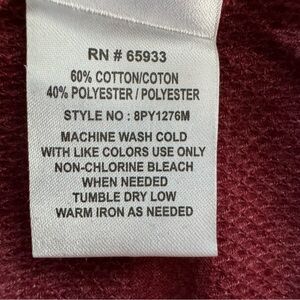 RN # 65933
60% COTTON/COTON
40% POLYESTER / POLYESTER
STYLE NO : 8PY1276M
MACHINE WASH COLD
WITH LIKE COLORS USE ONLY
NON-CHLORINE BLEACH
WHEN NEEDED
TUMBLE DRY LOW
WARM IRON AS NEEDED